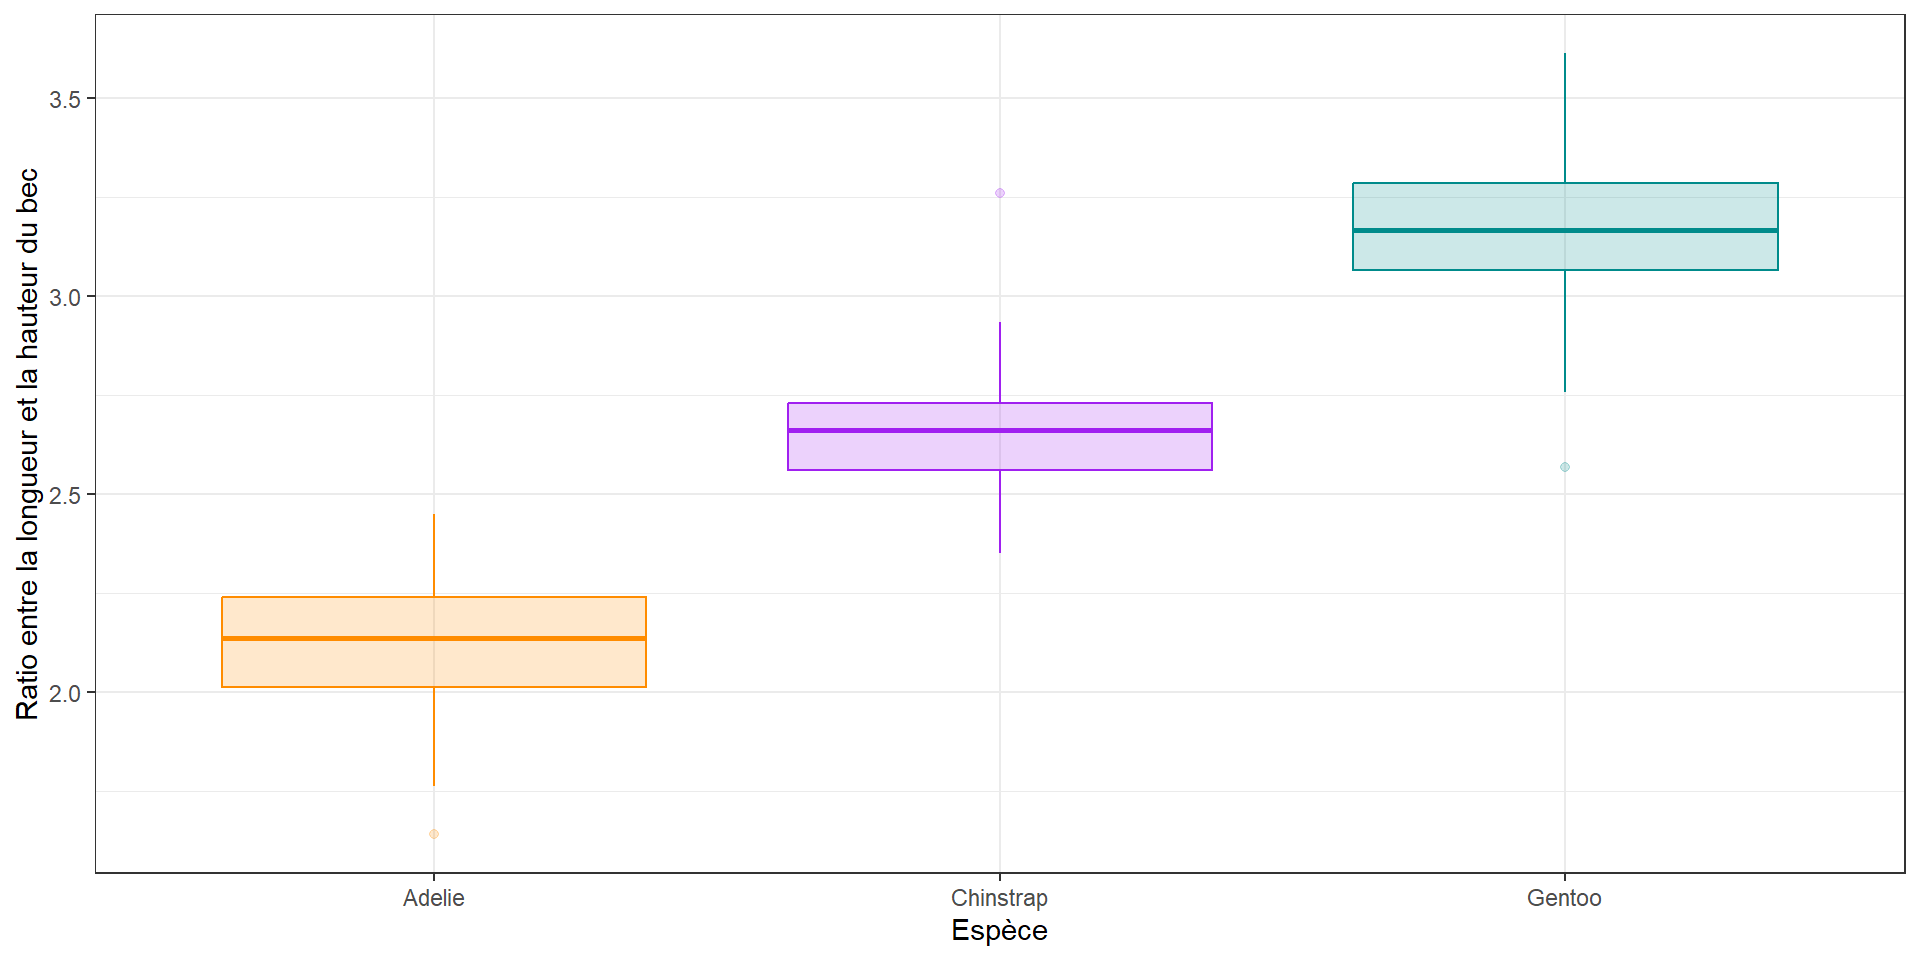 Ratio entre la longueur et la hauteur du bec
3.5
3.0
2.5
2.0
Adelie
Chinstrap
Gentoo
Espèce